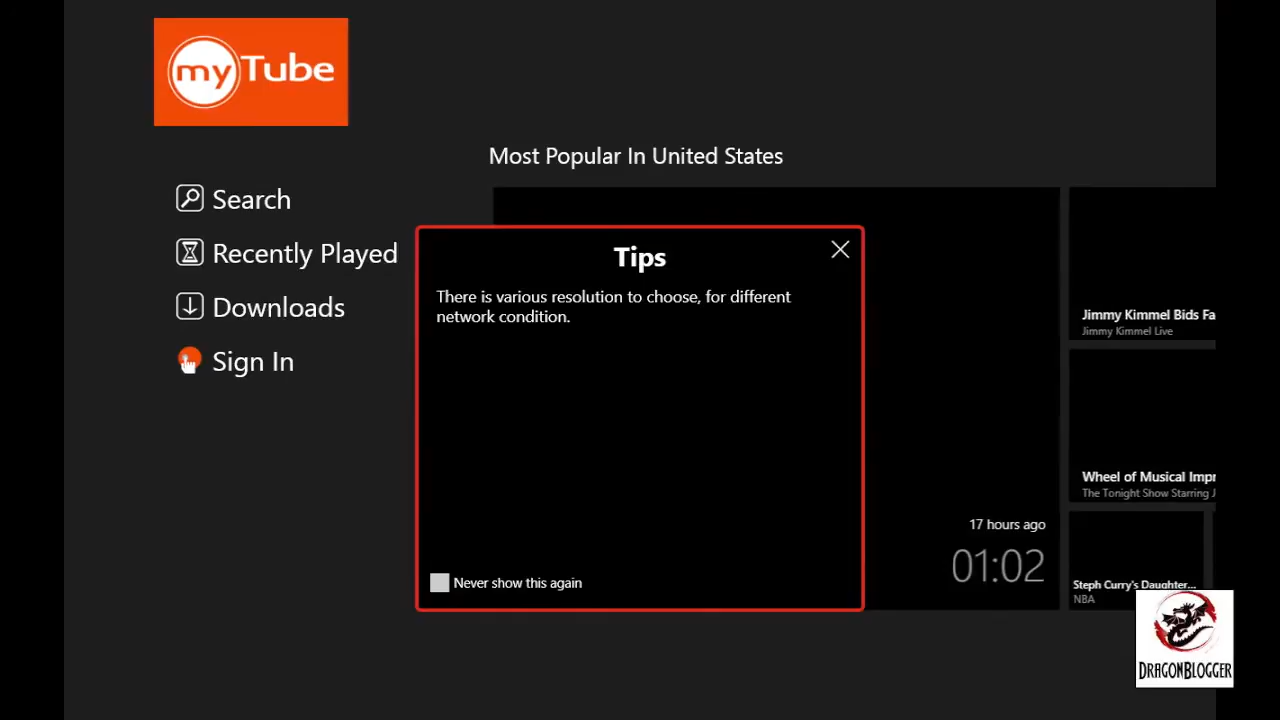 myTube
Most Popular In United States
Search
Recently Played
Downloads
Sign In
Tips
There is various resolution to choose, for different
network condition.
Never show this again
17 hours ago
01:02
Jimmy Kimmel Bids Fa
Jimmy Kimmel Live
Wheel of Musical Impr
The Tonight Show Starring J
Steph Curry's Daughter...
NBA
DRAGONBLOGGER